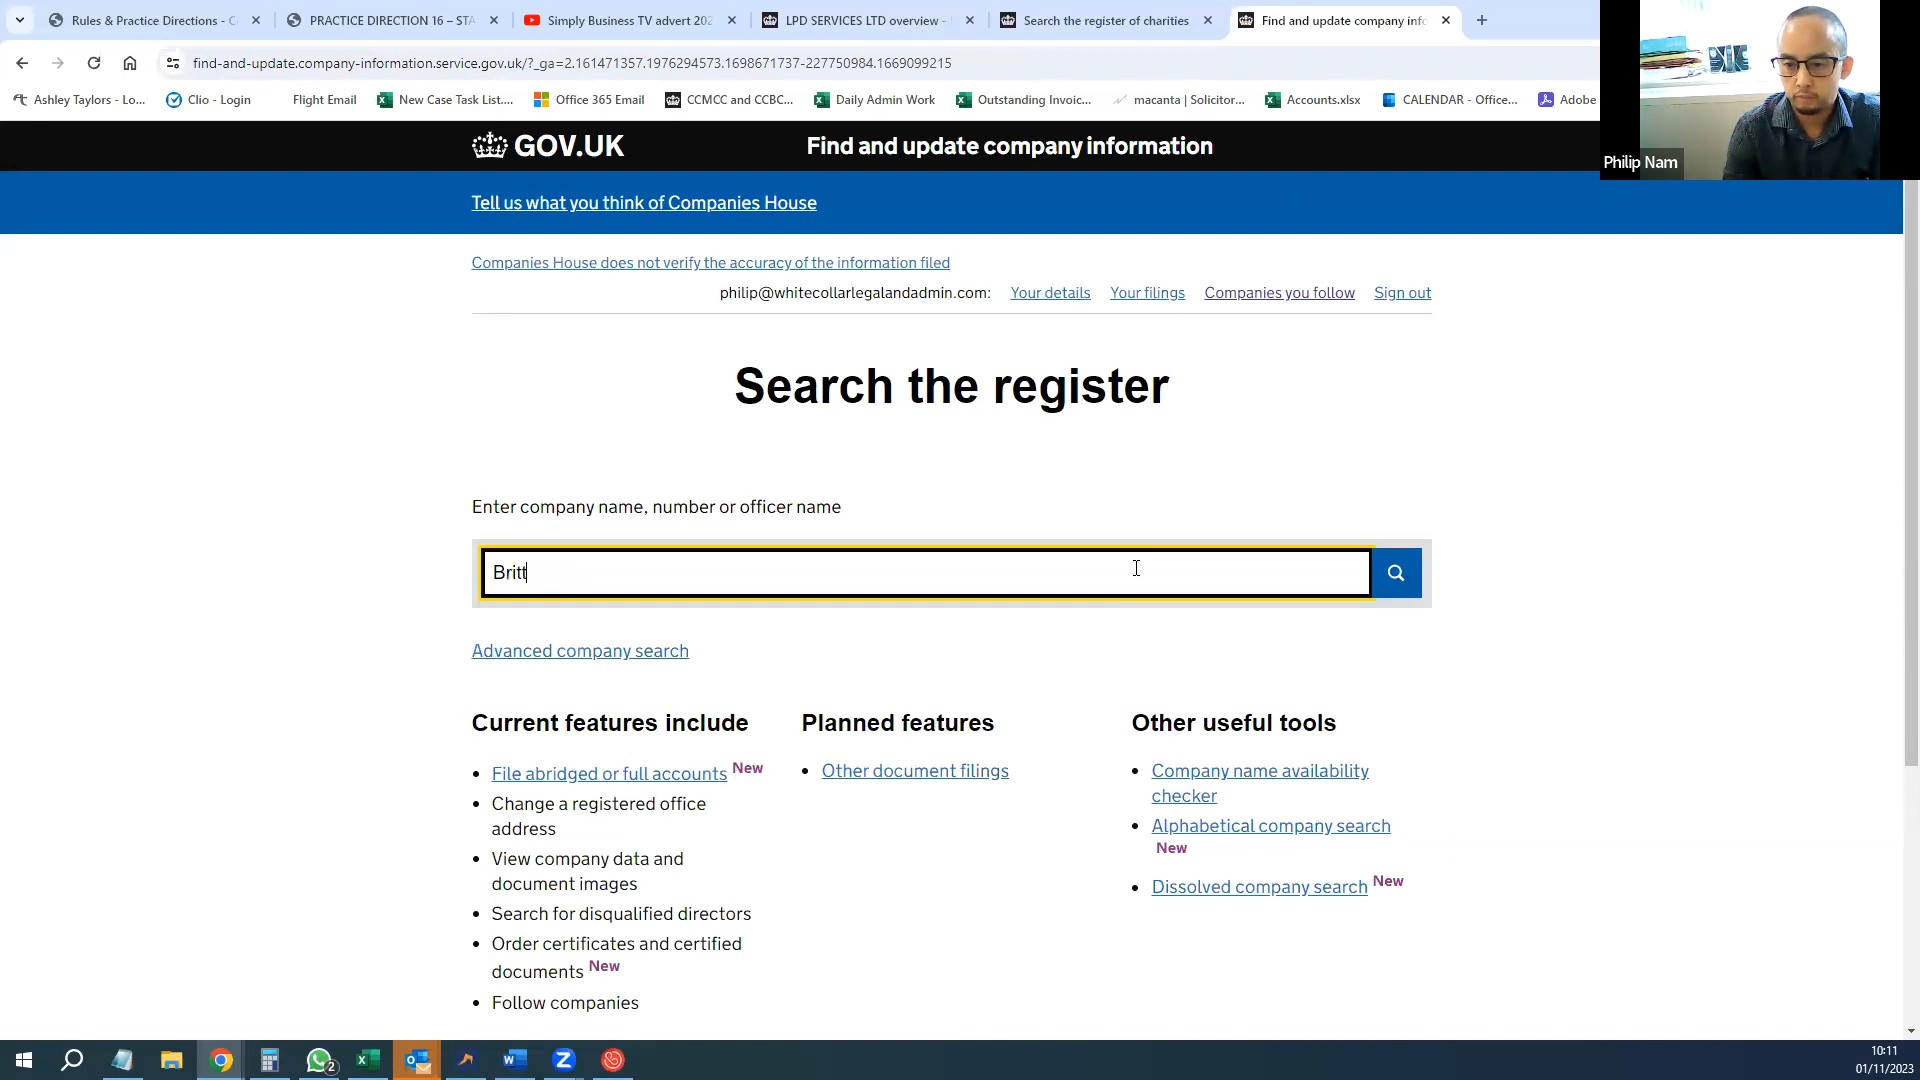 Rules & Practice Directions - C
PRACTICE DIRECTION 16 – STA
Simply Business TV advert 202
LPD SERVICES LTD overview -
Search the register of charities
Find and update company info
find-and-update.company-information.service.gov.uk/?_ga=2.161471357.1976294573.1698671737-227750984.1669099215
Ashley Taylors - Lo...
Clio - Login
Flight Email
New Case Task List....
Office 365 Email
CCMCC and CCBC...
Daily Admin Work
Outstanding Invoic...
macanta | Solicitor...
Accounts.xlsx
CALENDAR - Office...
Adobe
Philip Nam
GOV.UK
Find and update company information
Tell us what you think of Companies House
Companies House does not verify the accuracy of the information filed
philip@whitecollarlegalandadmin.com:
Your details
Your filings
Companies you follow
Sign out
Search the register
Enter company name, number or officer name
Britt
Advanced company search
Current features include
File abridged or full accounts New
Change a registered office
address
View company data and
document images
Search for disqualified directors
Order certificates and certified
documents New
Follow companies
Planned features
Other document filings
Other useful tools
Company name availability
checker
Alphabetical company search
New
Dissolved company search New
2
10:11
01/11/2023